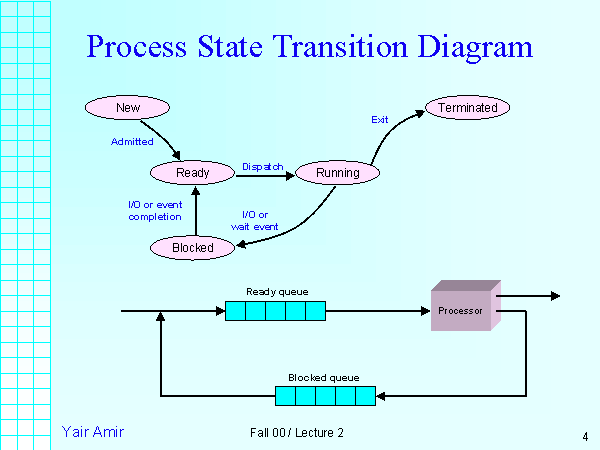 Process State Transition Diagram
New
Terminated
Exit
Admitted
Dispatch
Ready
Running
I/O or event
completion
I/O or
wait event
Blocked
Ready queue
Processor
Blocked queue
Yair Amir
Fall 00 / Lecture 2
4